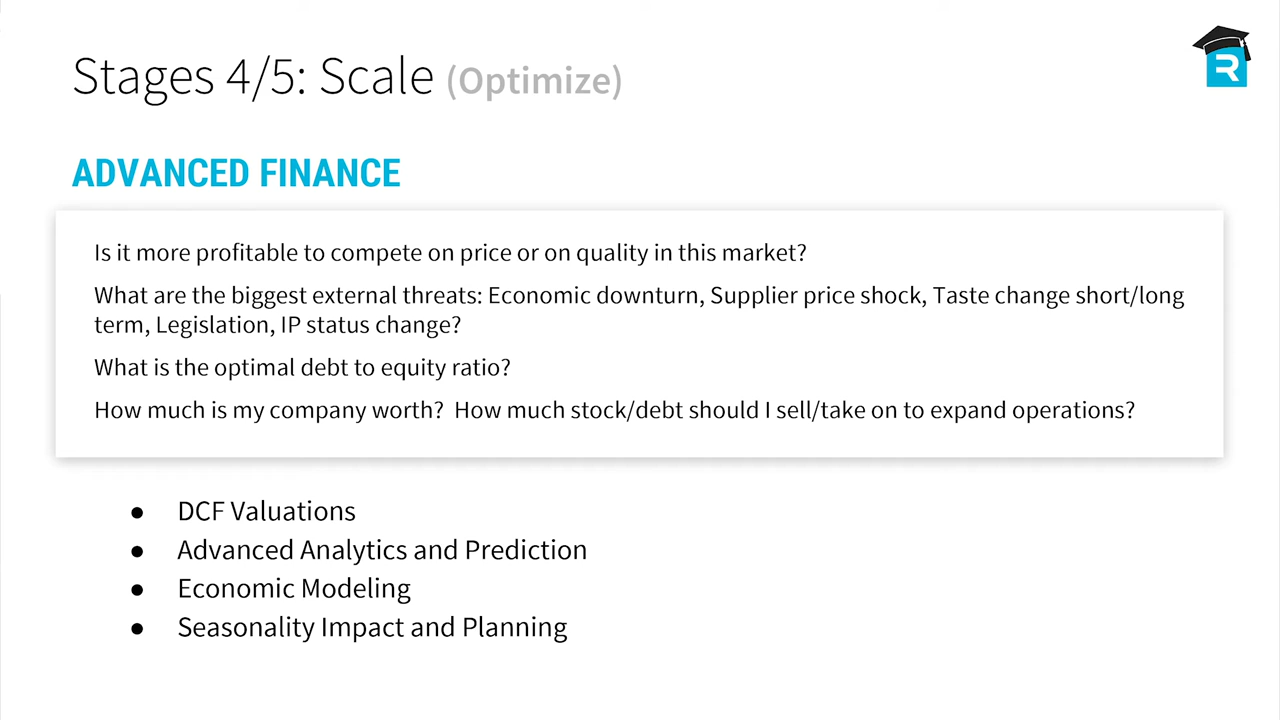 Stages 4/5: Scale (Optimize)
R
ADVANCED FINANCE
Is it more profitable to compete on price or on quality in this market?
What are the biggest external threats: Economic downturn, Supplier price shock, Taste change short/long
term, Legislation, IP status change?
What is the optimal debt to equity ratio?
How much is my company worth?  How much stock/debt should I sell/take on to expand operations?
● DCF Valuations
● Advanced Analytics and Prediction
● Economic Modeling
● Seasonality Impact and Planning